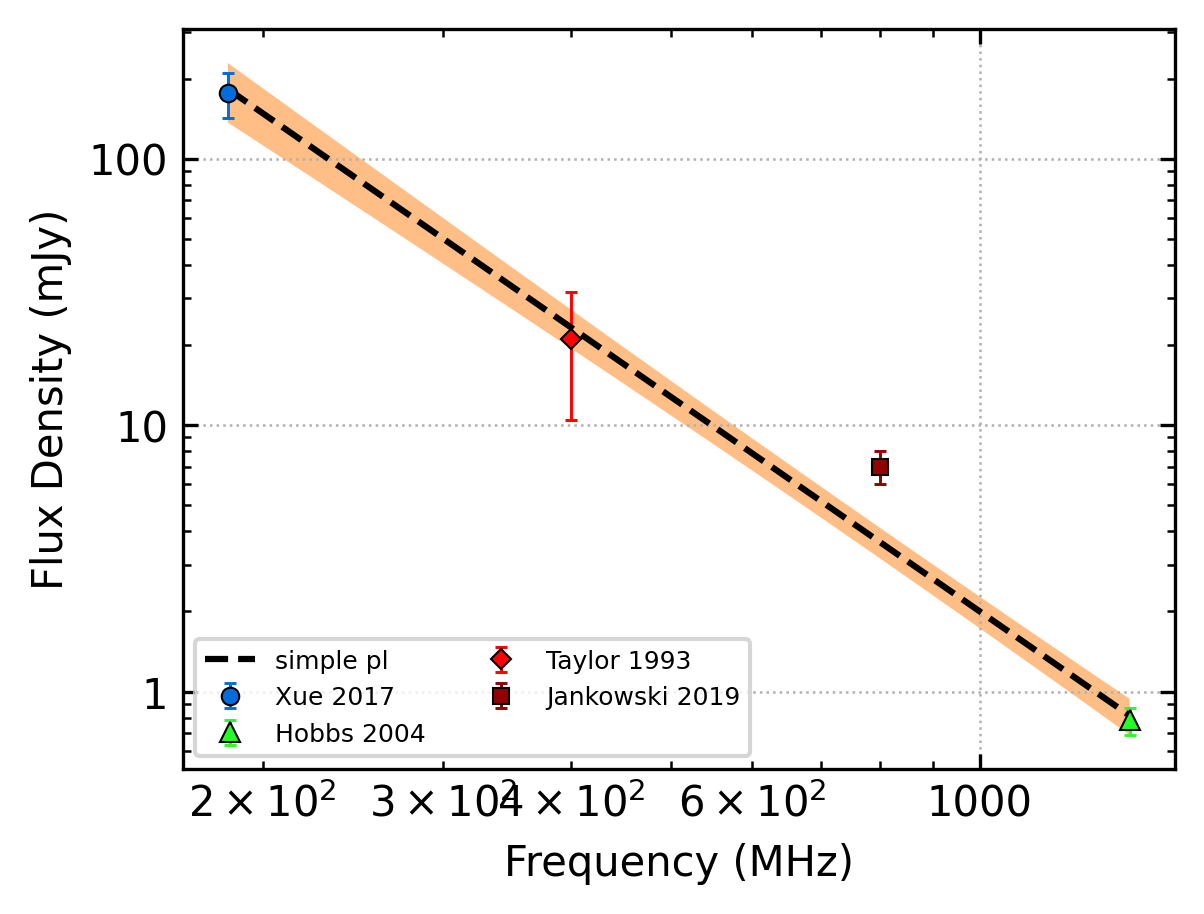 100
10
1
Flux Density (mJy)
simple pl
Xue 2017
Hobbs 2004
Taylor 1993
Jankowski 2019
2 × 10² 3 × 10² 4 × 10² 6 × 10² 1000
Frequency (MHz)